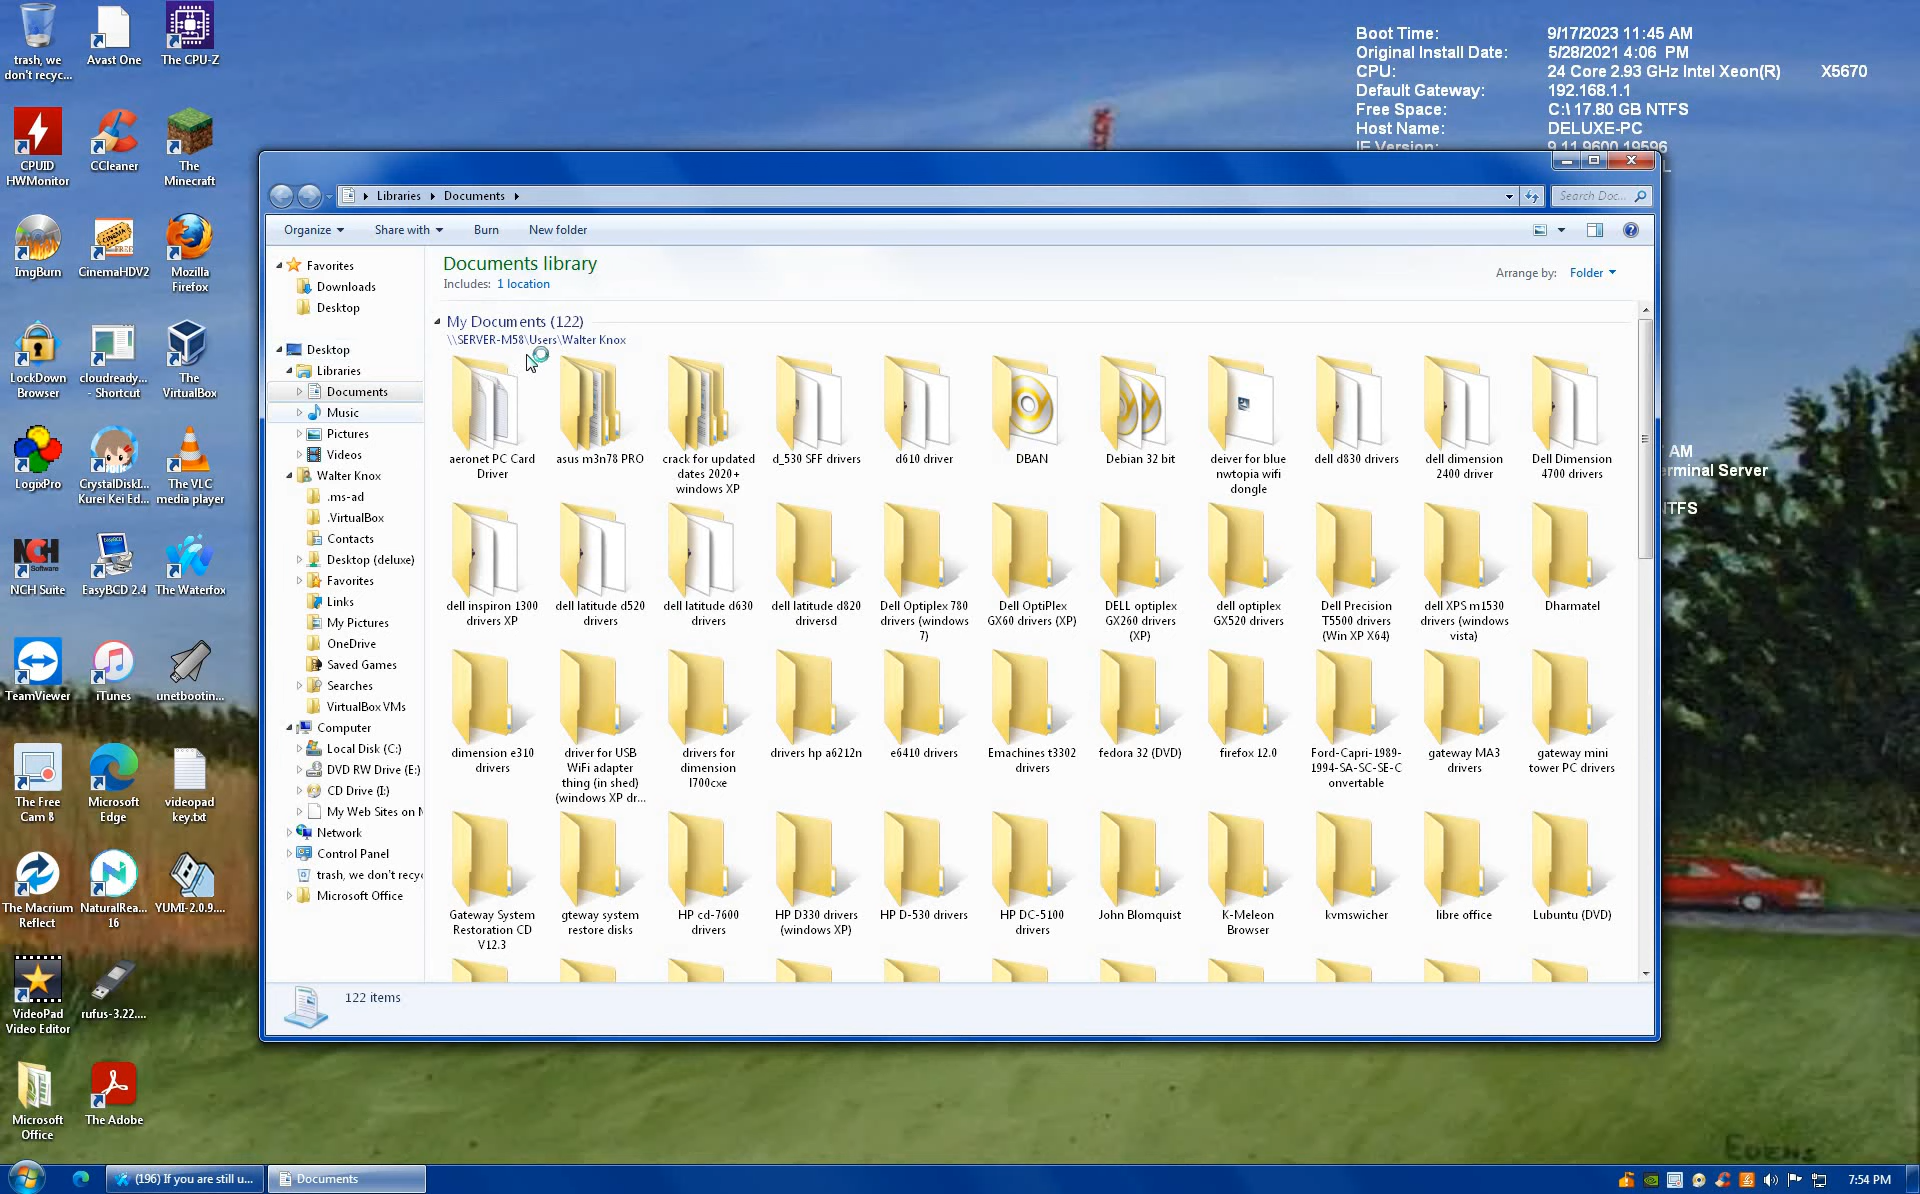 Boot Time: 9/17/2023 11:45 AM
Original Install Date: 5/28/2021 4:06 PM
CPU: 24 Core 2.93 GHz Intel Xeon(R) X5670
Default Gateway: 192.168.1.1
Free Space: C:\ 17.80 GB NTFS
Host Name: DELUXE-PC
IE Version: 9.11.9600.19596
AM
rminal Server
NTFS
trash, we
don't recyc...
Avast One
The CPU-Z
CPUID
HWMonitor
CCleaner
The
Minecraft
ImgBurn
CinemaHDV2
Mozilla
Firefox
LockDown
Browser
cloudready...
- Shortcut
The
VirtualBox
LogixPro
CrystalDiskI...
Kurei Kei Ed...
The VLC
media player
NCH Suite
EasyBCD 2.4
The Waterfox
TeamViewer
iTunes
unetbootin...
The Free
Cam 8
Microsoft
Edge
videopad
key.txt
The Macrium
Reflect
NaturalRea...
16
YUMI-2.0.9....
VideoPad
Video Editor
rufus-3.22....
Microsoft
Office
The Adobe
Libraries
Documents
Search Doc...
Organize
Share with
Burn
New folder
Favorites
Downloads
Desktop
Desktop
Libraries
Documents
Music
Pictures
Videos
Walter Knox
.ms-ad
.VirtualBox
Contacts
Desktop (deluxe)
Favorites
Links
My Pictures
OneDrive
Saved Games
Searches
VirtualBox VMs
Computer
Local Disk (C:)
DVD RW Drive (E:)
CD Drive (I:)
My Web Sites on M
Network
Control Panel
trash, we don't recyc
Microsoft Office
Documents library
Includes: 1 location
Arrange by: Folder
My Documents (122)
\\SERVER-M58\Users\Walter Knox
aeronet PC Card
Driver
asus m3n78 PRO
crack for updated
dates 2020+
windows XP
d_530 SFF drivers
d610 driver
DBAN
Debian 32 bit
deiver for blue
nwtopia wifi
dongle
dell d830 drivers
dell dimension
2400 driver
Dell Dimension
4700 drivers
dell inspiron 1300
drivers XP
dell latitude d520
drivers
dell latitude d630
drivers
dell latitude d820
driversd
Dell Optiplex 780
drivers (windows
7)
Dell OptiPlex
GX60 drivers (XP)
DELL optiplex
GX260 drivers
(XP)
dell optiplex
GX520 drivers
Dell Precision
T5500 drivers
(Win XP X64)
dell XPS m1530
drivers (windows
vista)
Dharmatel
dimension e310
drivers
driver for USB
WiFi adapter
thing (in shed)
(windows XP dr...
drivers for
dimension
l700cxe
drivers hp a6212n
e6410 drivers
Emachines t3302
drivers
fedora 32 (DVD)
firefox 12.0
Ford-Capri-1989-
1994-SA-SC-SE-C
onvertable
gateway MA3
drivers
gateway mini
tower PC drivers
Gateway System
Restoration CD
V12.3
gteway system
restore disks
HP cd-7600
drivers
HP D330 drivers
(windows XP)
HP D-530 drivers
HP DC-5100
drivers
John Blomquist
K-Meleon
Browser
kvmswicher
libre office
Lubuntu (DVD)
122 items
EDENS
(196) If you are still u...
Documents
7:54 PM